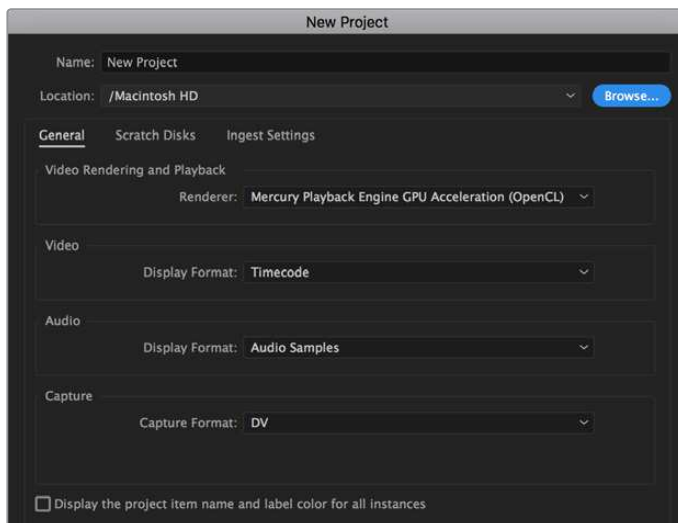 New Project
Name: New Project
Location: /Macintosh HD Browse...
General Scratch Disks Ingest Settings
Video Rendering and Playback
Renderer: Mercury Playback Engine GPU Acceleration (OpenCL)
Video
Display Format: Timecode
Audio
Display Format: Audio Samples
Capture
Capture Format: DV
Display the project item name and label color for all instances